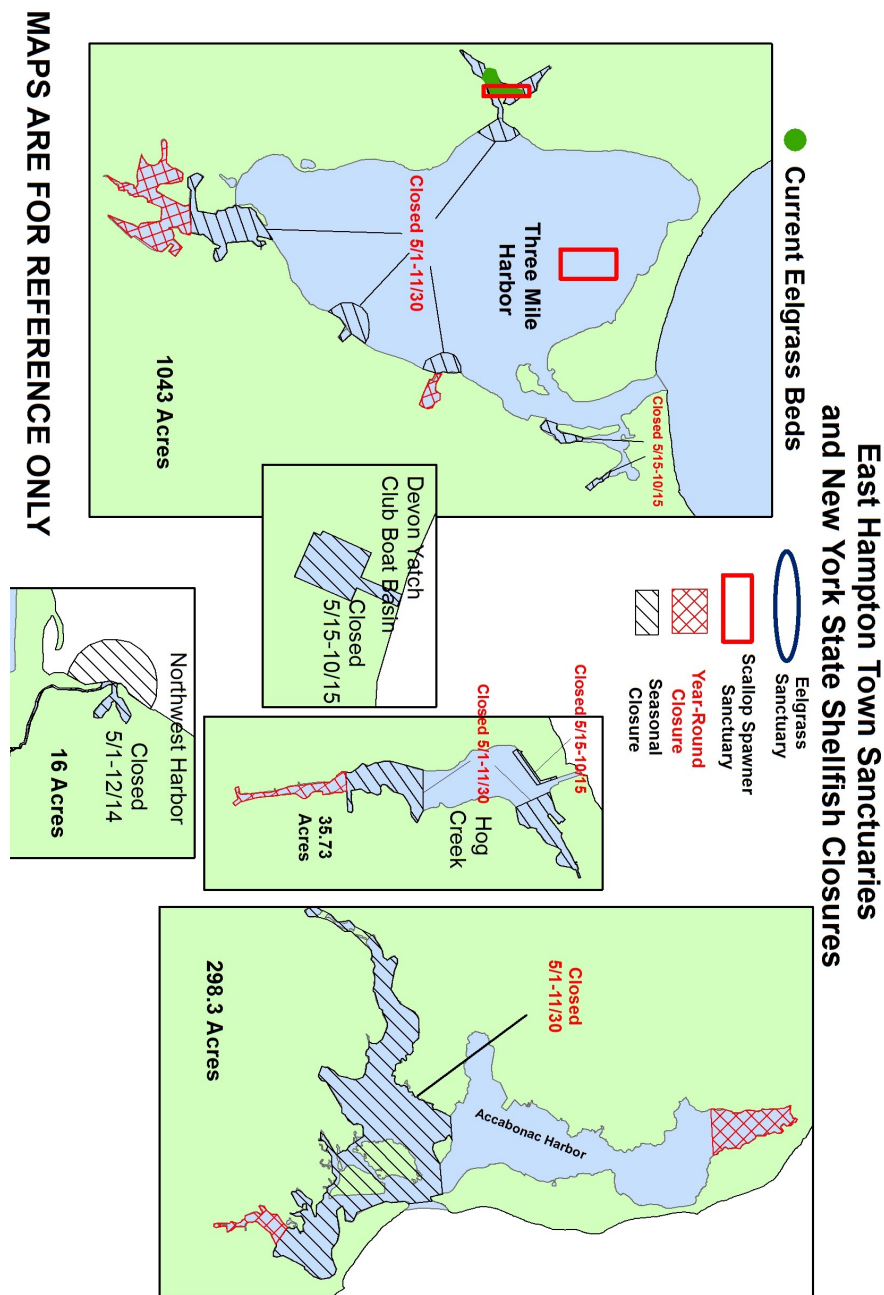 East Hampton Town Sanctuaries
and New York State Shellfish Closures
Current Eelgrass Beds
Eelgrass
Sanctuary
Scallop Spawner
Sanctuary
Year-Round
Closure
Seasonal
Closure
Three Mile
Harbor
Closed 5/1-11/30
Closed 5/15-10/15
1043 Acres
Devon Yatch
Club Boat Basin
Closed
5/15-10/15
Northwest Harbor
Closed
5/1-12/14
16 Acres
Closed 5/15-10/15
Closed 5/1-11/30
Hog
Creek
35.73
Acres
Closed
5/1-11/30
Accabonac Harbor
298.3 Acres
MAPS ARE FOR REFERENCE ONLY